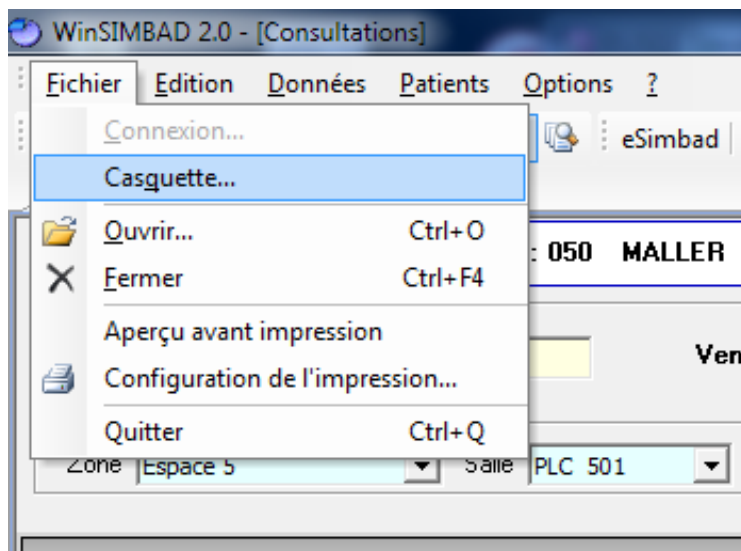 WinSIMBAD 2.0 - [Consultations]
Fichier Edition Données Patients Options ?
Connexion...
eSimbad
Casquette...
Ouvrir... Ctrl+O
: 050 MALLER
Fermer Ctrl+F4
Aperçu avant impression
Ven
Configuration de l'impression...
Quitter Ctrl+Q
Zone Espace 5 Salle PLC 501